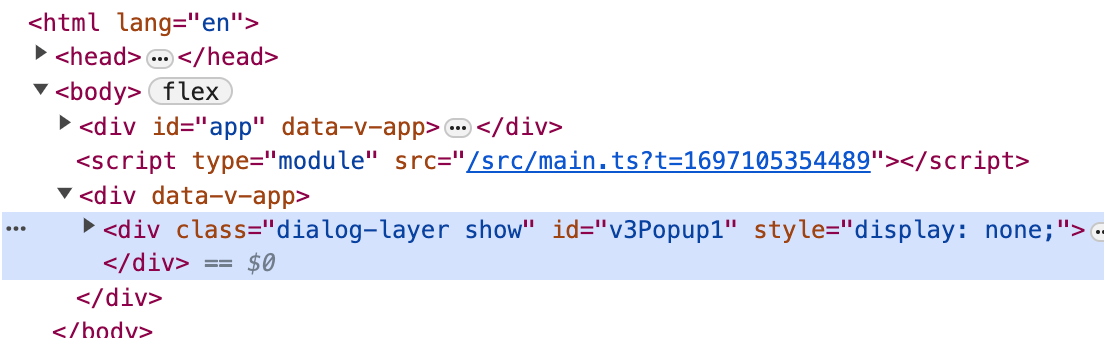 <html lang="en">
<head> ••• </head>
<body> flex
<div id="app" data-v-app> ••• </div>
<script type="module" src="/src/main.ts?t=1697105354489"></script>
<div data-v-app>
••• <div class="dialog-layer show" id="v3Popup1" style="display: none;"> •••
</div> == $0
</div>
</body>